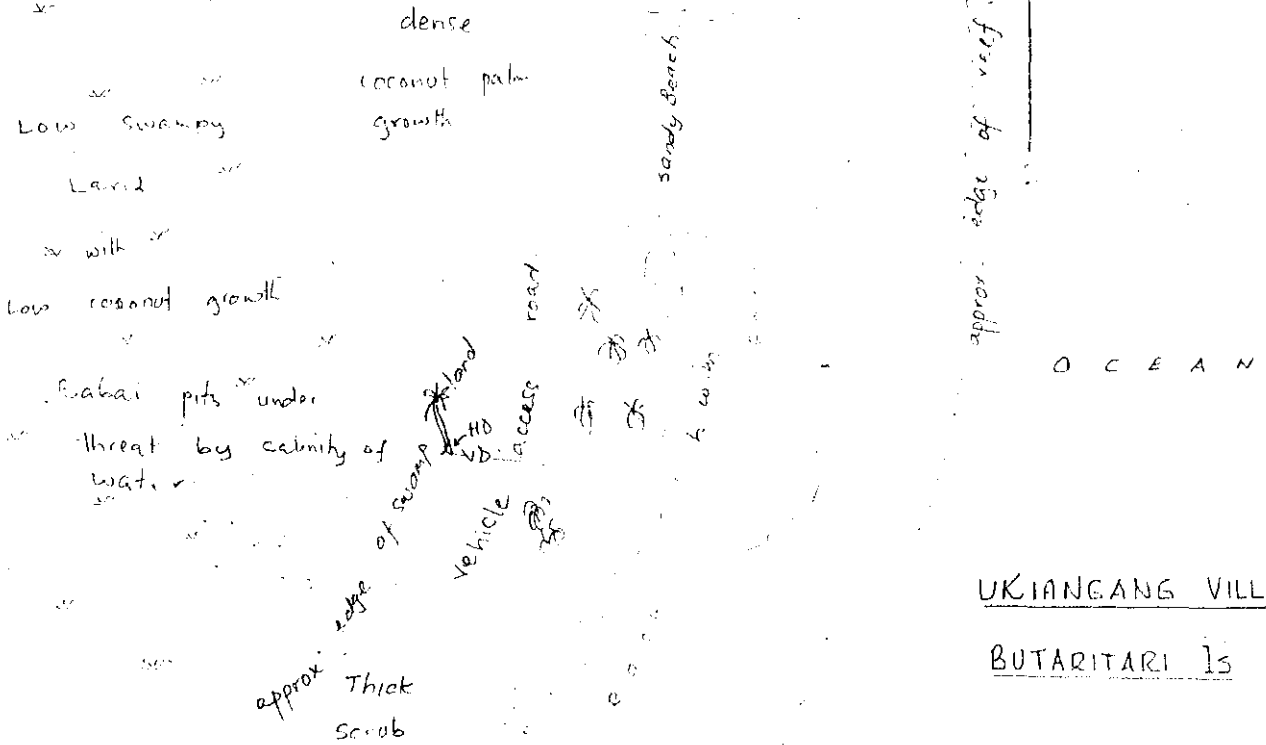 dense
coconut palm
growth
Low Swampy
Land
with
Low coconut growth
Babai pits under
threat by salinity of
water
approx edge of swamp land
HD
VD
vehicle access road
Thick
Scrub
Sandy Beach
h w m
approx edge of reef
OCEAN
UKIANGANG VILL
BUTARITARI Is